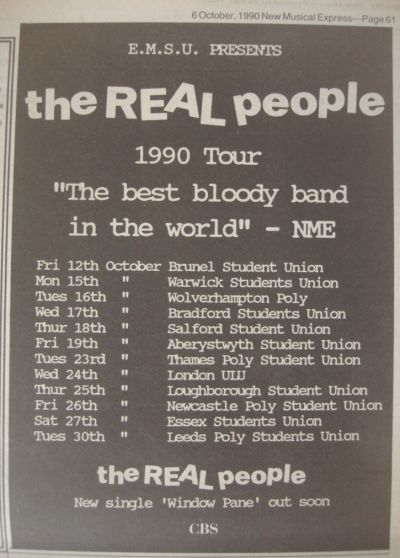 6 October, 1990 New Musical Express—Page 61
E.M.S.U. PRESENTS
the REAL people
1990 Tour
"The best bloody band
in the world" - NME
Fri 12th October Brunel Student Union
Mon 15th " Warwick Students Union
Tues 16th " Wolverhampton Poly
Wed 17th " Bradford Students Union
Thur 18th " Salford Students Union
Fri 19th " Aberystwyth Student Union
Tues 23rd " Thames Poly Student Union
Wed 24th " London ULU
Thur 25th " Loughborough Student Union
Fri 26th " Newcastle Poly Student Union
Sat 27th " Essex Students Union
Tues 30th " Leeds Poly Students Union
the REAL people
New single 'Window Pane' out soon
CBS